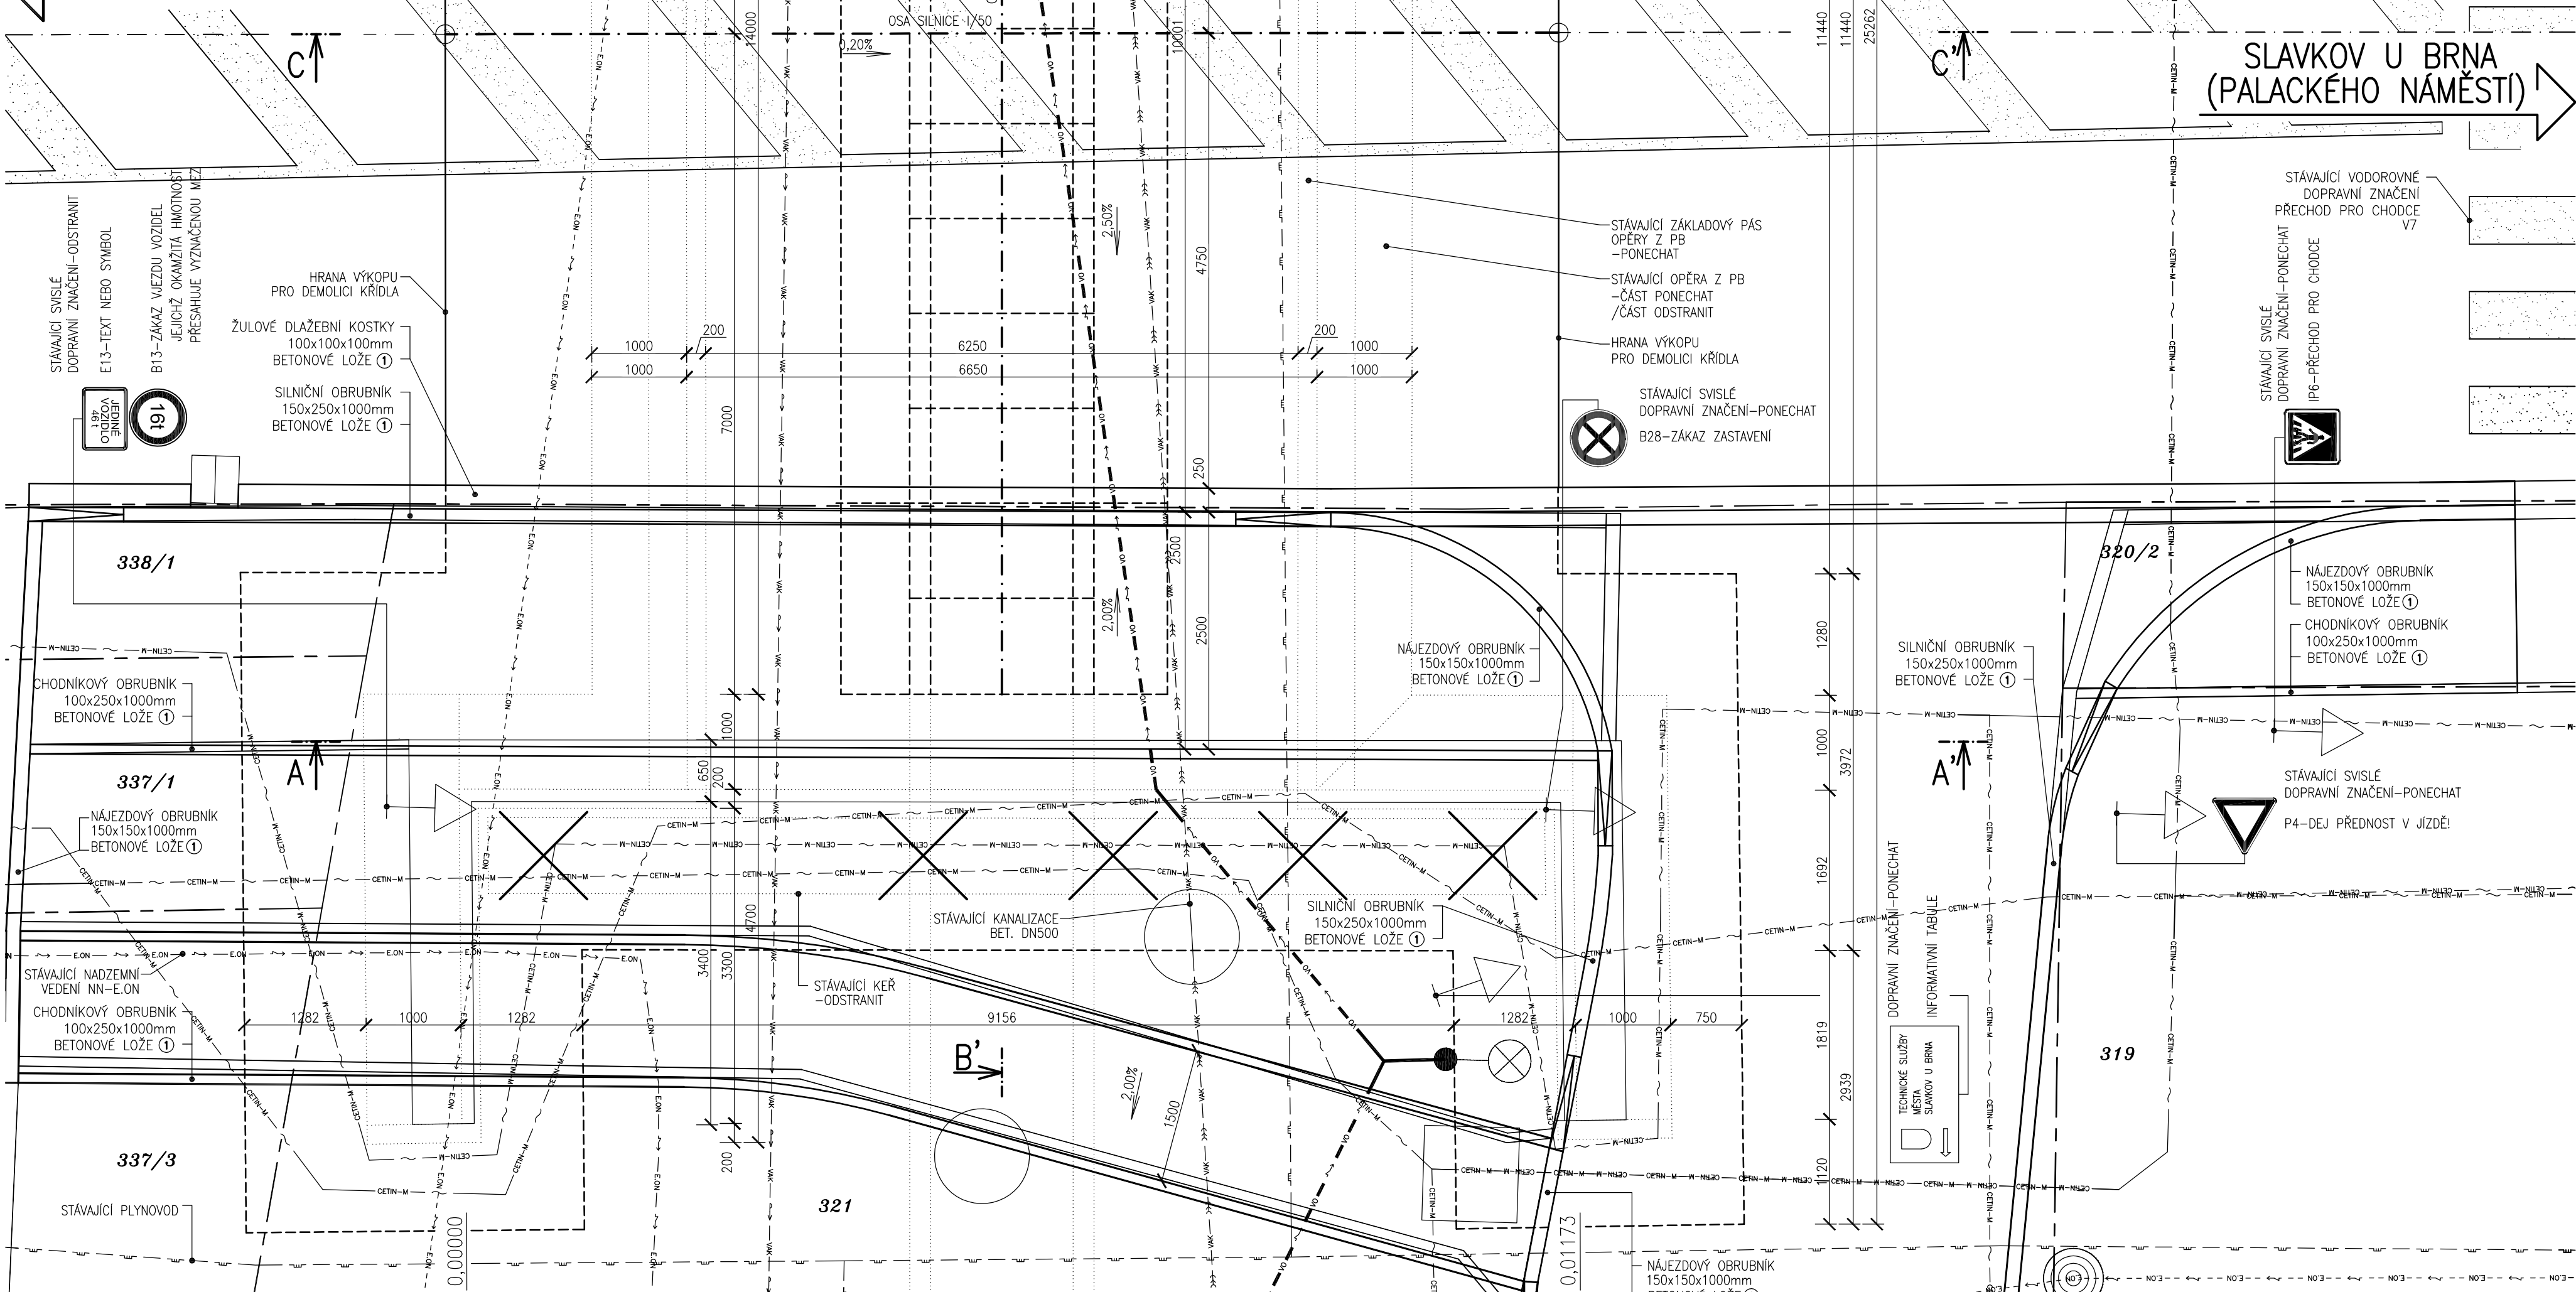 OSA SILNICE I/50
0,20%
14000
10001
11440
11440
25262
C
C'
SLAVKOV U BRNA
(PALACKÉHO NÁMĚSTÍ)
STÁVAJÍCÍ VODOROVNÉ
DOPRAVNÍ ZNAČENÍ
PŘECHOD PRO CHODCE
V7
STÁVAJÍCÍ SVISLÉ
DOPRAVNÍ ZNAČENÍ-ODSTRANIT
E13-TEXT NEBO SYMBOL
B13-ZÁKAZ VJEZDU VOZIDEL
JEJICHŽ OKAMŽITÁ HMOTNOST
PŘESAHUJE VYZNAČENOU MEZ
JEDINÉ
VOZIDLO
46 t
16t
HRANA VÝKOPU
PRO DEMOLICI KŘÍDLA
ŽULOVÉ DLAŽEBNÍ KOSTKY
100x100x100mm
BETONOVÉ LOŽE 1
SILNIČNÍ OBRUBNÍK
150x250x1000mm
BETONOVÉ LOŽE 1
2,50%
4750
STÁVAJÍCÍ ZÁKLADOVÝ PÁS
OPĚRY Z PB
-PONECHAT
STÁVAJÍCÍ OPĚRA Z PB
-ČÁST PONECHAT
/ČÁST ODSTRANIT
HRANA VÝKOPU
PRO DEMOLICI KŘÍDLA
STÁVAJÍCÍ SVISLÉ
DOPRAVNÍ ZNAČENÍ-PONECHAT
B28-ZÁKAZ ZASTAVENÍ
STÁVAJÍCÍ SVISLÉ
DOPRAVNÍ ZNAČENÍ-PONECHAT
IP6-PŘECHOD PRO CHODCE
1000
200
6250
200
1000
1000
6650
1000
7000
250
2500
2500
2,00%
338/1
320/2
NÁJEZDOVÝ OBRUBNÍK
150x150x1000mm
BETONOVÉ LOŽE 1
CHODNÍKOVÝ OBRUBNÍK
100x250x1000mm
BETONOVÉ LOŽE 1
NÁJEZDOVÝ OBRUBNÍK
150x150x1000mm
BETONOVÉ LOŽE 1
SILNIČNÍ OBRUBNÍK
150x250x1000mm
BETONOVÉ LOŽE 1
CHODNÍKOVÝ OBRUBNÍK
100x250x1000mm
BETONOVÉ LOŽE 1
1280
1000
3972
1692
1819
2939
1120
1000
650
200
A
A'
337/1
NÁJEZDOVÝ OBRUBNÍK
150x150x1000mm
BETONOVÉ LOŽE 1
STÁVAJÍCÍ SVISLÉ
DOPRAVNÍ ZNAČENÍ-PONECHAT
P4-DEJ PŘEDNOST V JÍZDĚ!
CETIN-M
E.ON
VAK
VO
STÁVAJÍCÍ KANALIZACE
BET. DN500
SILNIČNÍ OBRUBNÍK
150x250x1000mm
BETONOVÉ LOŽE 1
STÁVAJÍCÍ NADZEMNÍ
VEDENÍ NN-E.ON
STÁVAJÍCÍ KEŘ
-ODSTRANIT
CHODNÍKOVÝ OBRUBNÍK
100x250x1000mm
BETONOVÉ LOŽE 1
3400
3300
4700
200
1282
1000
1282
9156
1282
1000
750
B'
2,00%
1500
DOPRAVNÍ ZNAČENÍ-PONECHAT
INFORMATIVNÍ TABULE
TECHNICKÉ SLUŽBY
MĚSTA
SLAVKOV U BRNA
319
337/3
321
STÁVAJÍCÍ PLYNOVOD
0,00000
0,01173
NÁJEZDOVÝ OBRUBNÍK
150x150x1000mm